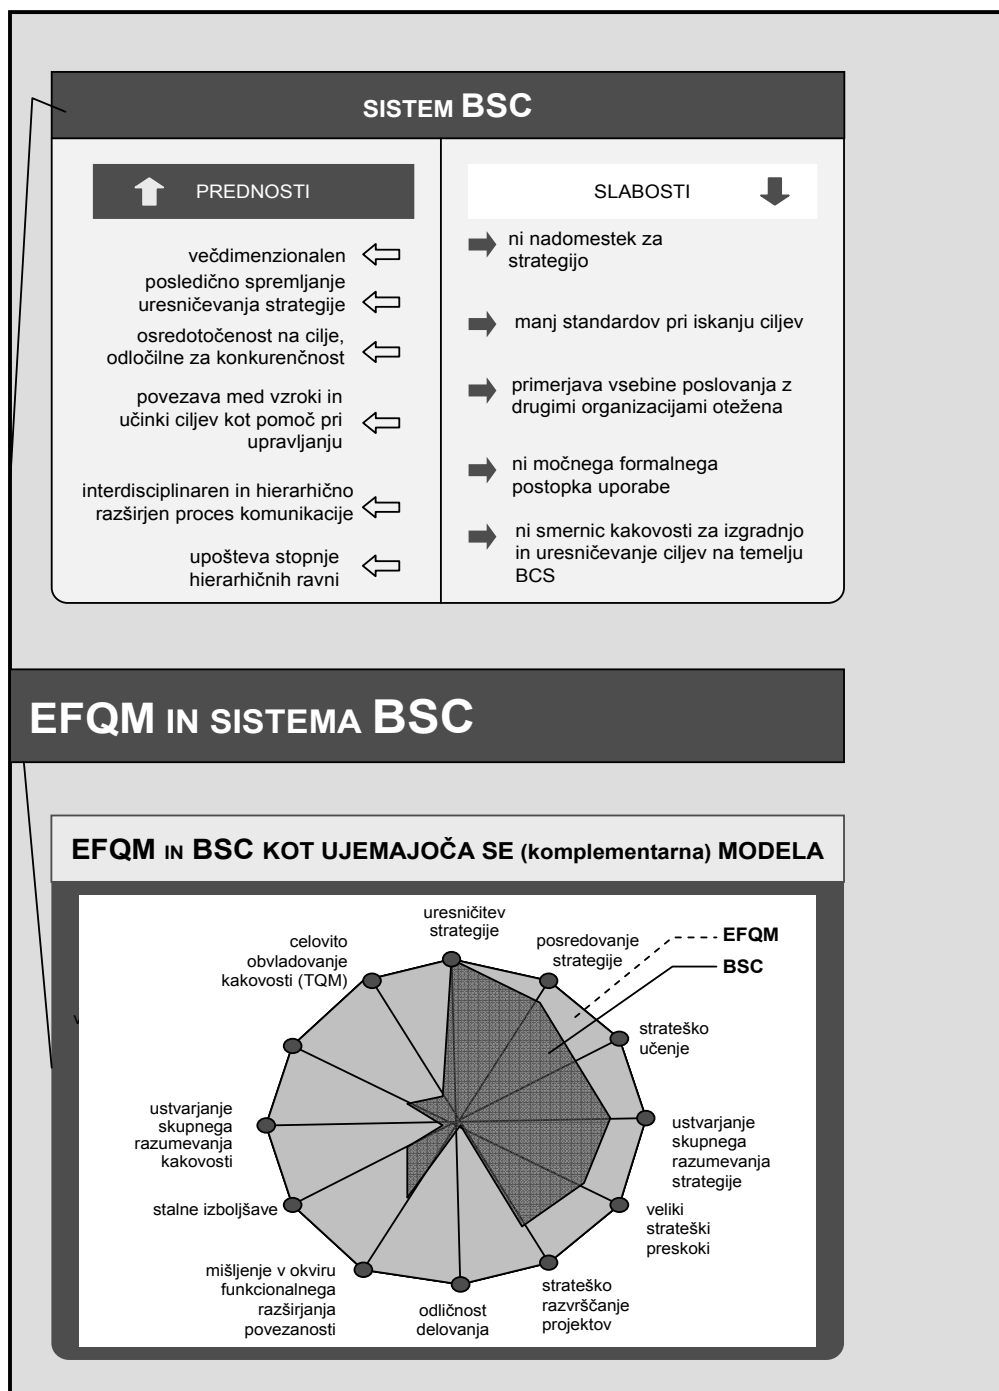 SISTEM BSC
PREDNOSTI
večdimenzionalen
posledično spremljanje
uresničevanja strategije
osredotočenost na cilje,
odločilne za konkurenčnost
povezava med vzroki in
učinki ciljev kot pomoč pri
upravljanju
interdisciplinaren in hierarhično
razširjen proces komunikacije
upošteva stopnje
hierarhičnih ravni
SLABOSTI
ni nadomestek za
strategijo
manj standardov pri iskanju ciljev
primerjava vsebine poslovanja z
drugimi organizacijami otežena
ni močnega formalnega
postopka uporabe
ni smernic kakovosti za izgradnjo
in uresničevanje ciljev na temelju
BCS
EFQM IN SISTEMA BSC
EFQM IN BSC KOT UJEMAJOČA SE (komplementarna) MODELA
uresničitev
strategije
posredovanje
strategije
EFQM
BSC
strateško
učenje
ustvarjanje
skupnega
razumevanja
strategije
veliki
strateški
preskoki
strateško
razvrščanje
projektov
odličnost
delovanja
mišljenje v okviru
funkcionalnega
razširjanja
povezanosti
stalne izboljšave
ustvarjanje
skupnega
razumevanja
kakovosti
celovito
obvladovanje
kakovosti (TQM)